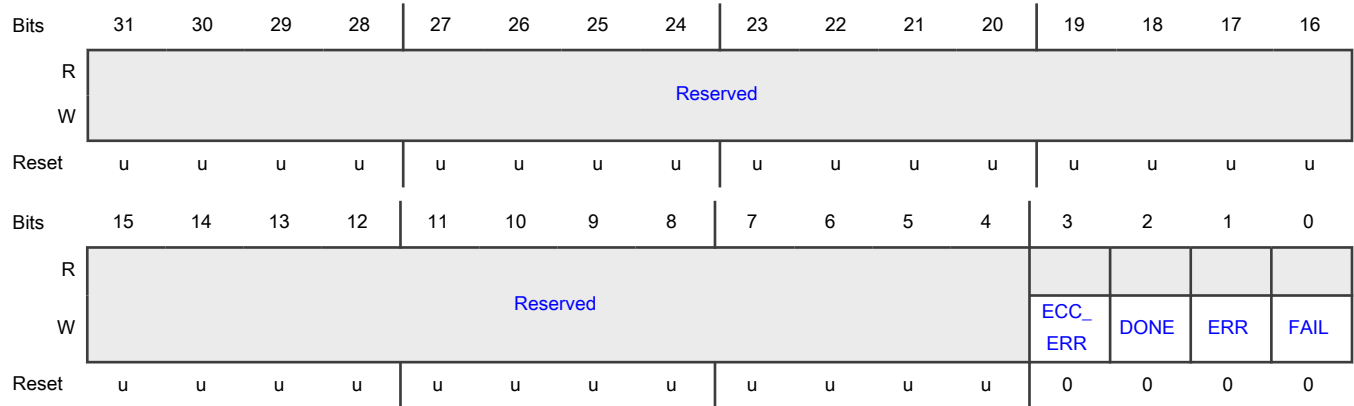 Bits 31 30 29 28 27 26 25 24 23 22 21 20 19 18 17 16
R
Reserved
W
Reset u u u u u u u u u u u u u u u u
Bits 15 14 13 12 11 10 9 8 7 6 5 4 3 2 1 0
R
Reserved
W ECC_ DONE ERR FAIL
ERR
Reset u u u u u u u u u u u u 0 0 0 0